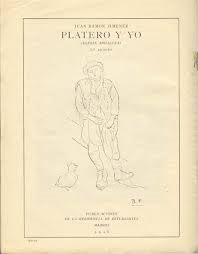 JUAN RAMÓN JIMÉNEZ
PLATERO Y YO
(ELEGÍA ANDALUZA)
PUBLICACIONES
DE LA RESIDENCIA DE ESTUDIANTES
MADRID